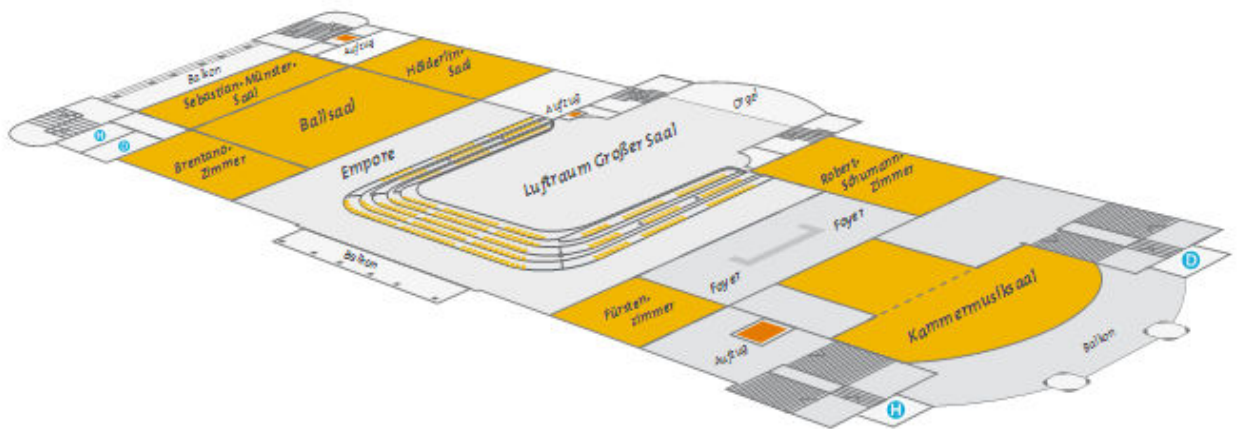 Aufzug
Balkon
Hölderlin-
Saal
Sebastian-Münster-
Saal
Ballsaal
Aufzug
Orgel
H
D
Brentano-
Zimmer
Empore
Luftraum Großer Saal
Robert-
Schumann-
Zimmer
Balkon
Foyer
Foyer
D
Fürsten-
zimmer
Kammermusiksaal
Aufzug
Balkon
H